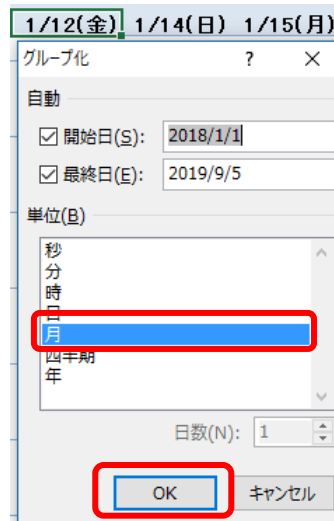 1/12(金) 1/14(日) 1/15(月)
グループ化 ?
自動
開始日(S): 2018/1/1
最終日(E): 2019/9/5
単位(B)
秒
分
時
日
月
四半期
年
日数(N): 1
OK キャンセル